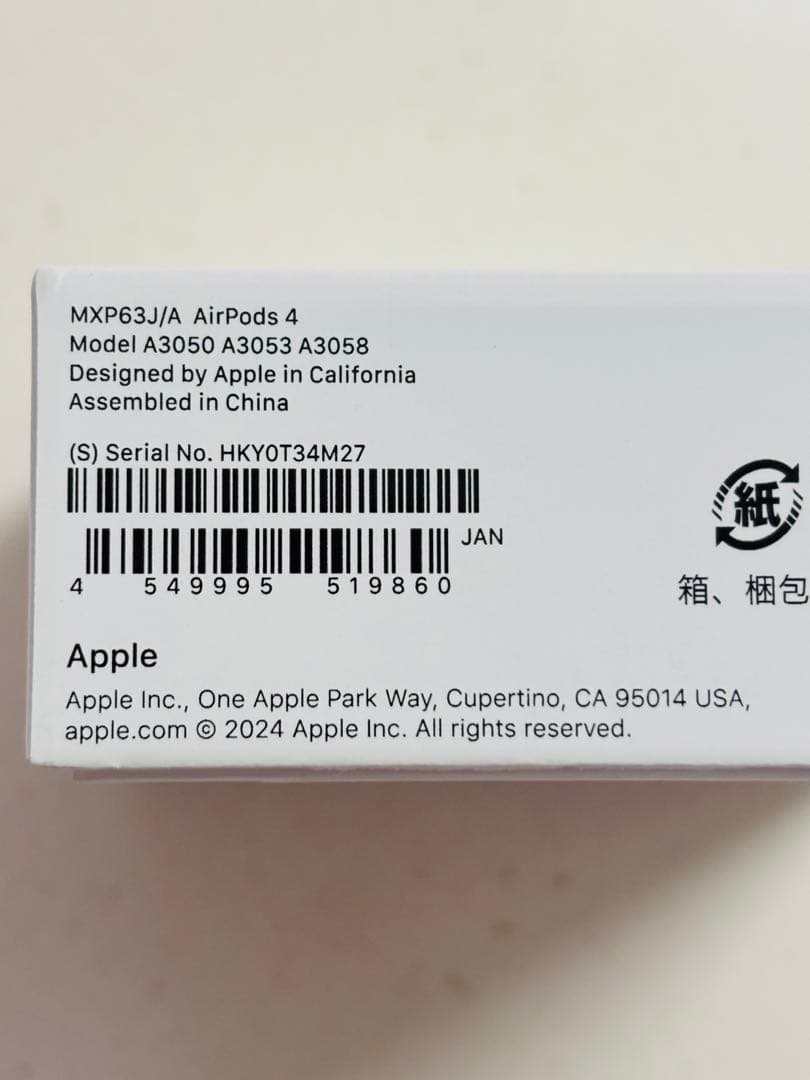 MXP63J/A AirPods 4
Model A3050 A3053 A3058
Designed by Apple in California
Assembled in China
(S) Serial No. HKY0T34M27
JAN
4 549995 519860
紙
箱、梱包
Apple
Apple Inc., One Apple Park Way, Cupertino, CA 95014 USA,
apple.com © 2024 Apple Inc. All rights reserved.